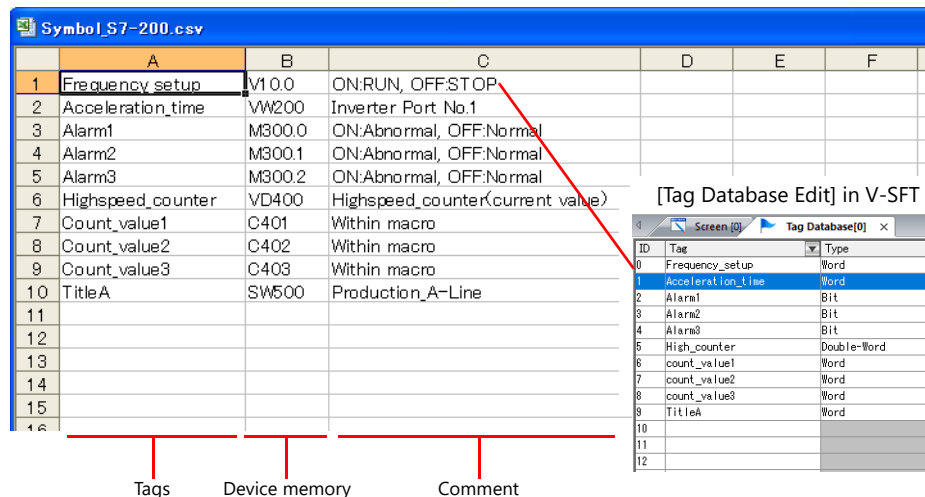 Symbol_S7-200.csv
A B C D E F
1 Frequency_setup V10.0 ON:RUN, OFF:STOP
2 Acceleration_time VW200 Inverter Port No.1
3 Alarm1 M300.0 ON:Abnormal, OFF:Normal
4 Alarm2 M300.1 ON:Abnormal, OFF:Normal
5 Alarm3 M300.2 ON:Abnormal, OFF:Normal
6 Highspeed_counter VD400 Highspeed_counter(current value)
7 Count_value1 C401 Within macro
8 Count_value2 C402 Within macro
9 Count_value3 C403 Within macro
10 TitleA SW500 Production_A-Line
11
12
13
14
15
16
[Tag Database Edit] in V-SFT
Screen [0] Tag Database[0] ×
ID Tag Type
0 Frequency_setup Word
1 Acceleration_time Word
2 Alarm1 Bit
3 Alarm2 Bit
4 Alarm3 Bit
5 High_counter Double-Word
6 count_value1 Word
7 count_value2 Word
8 count_value3 Word
9 TitleA Word
10
11
12
Tags Device memory Comment